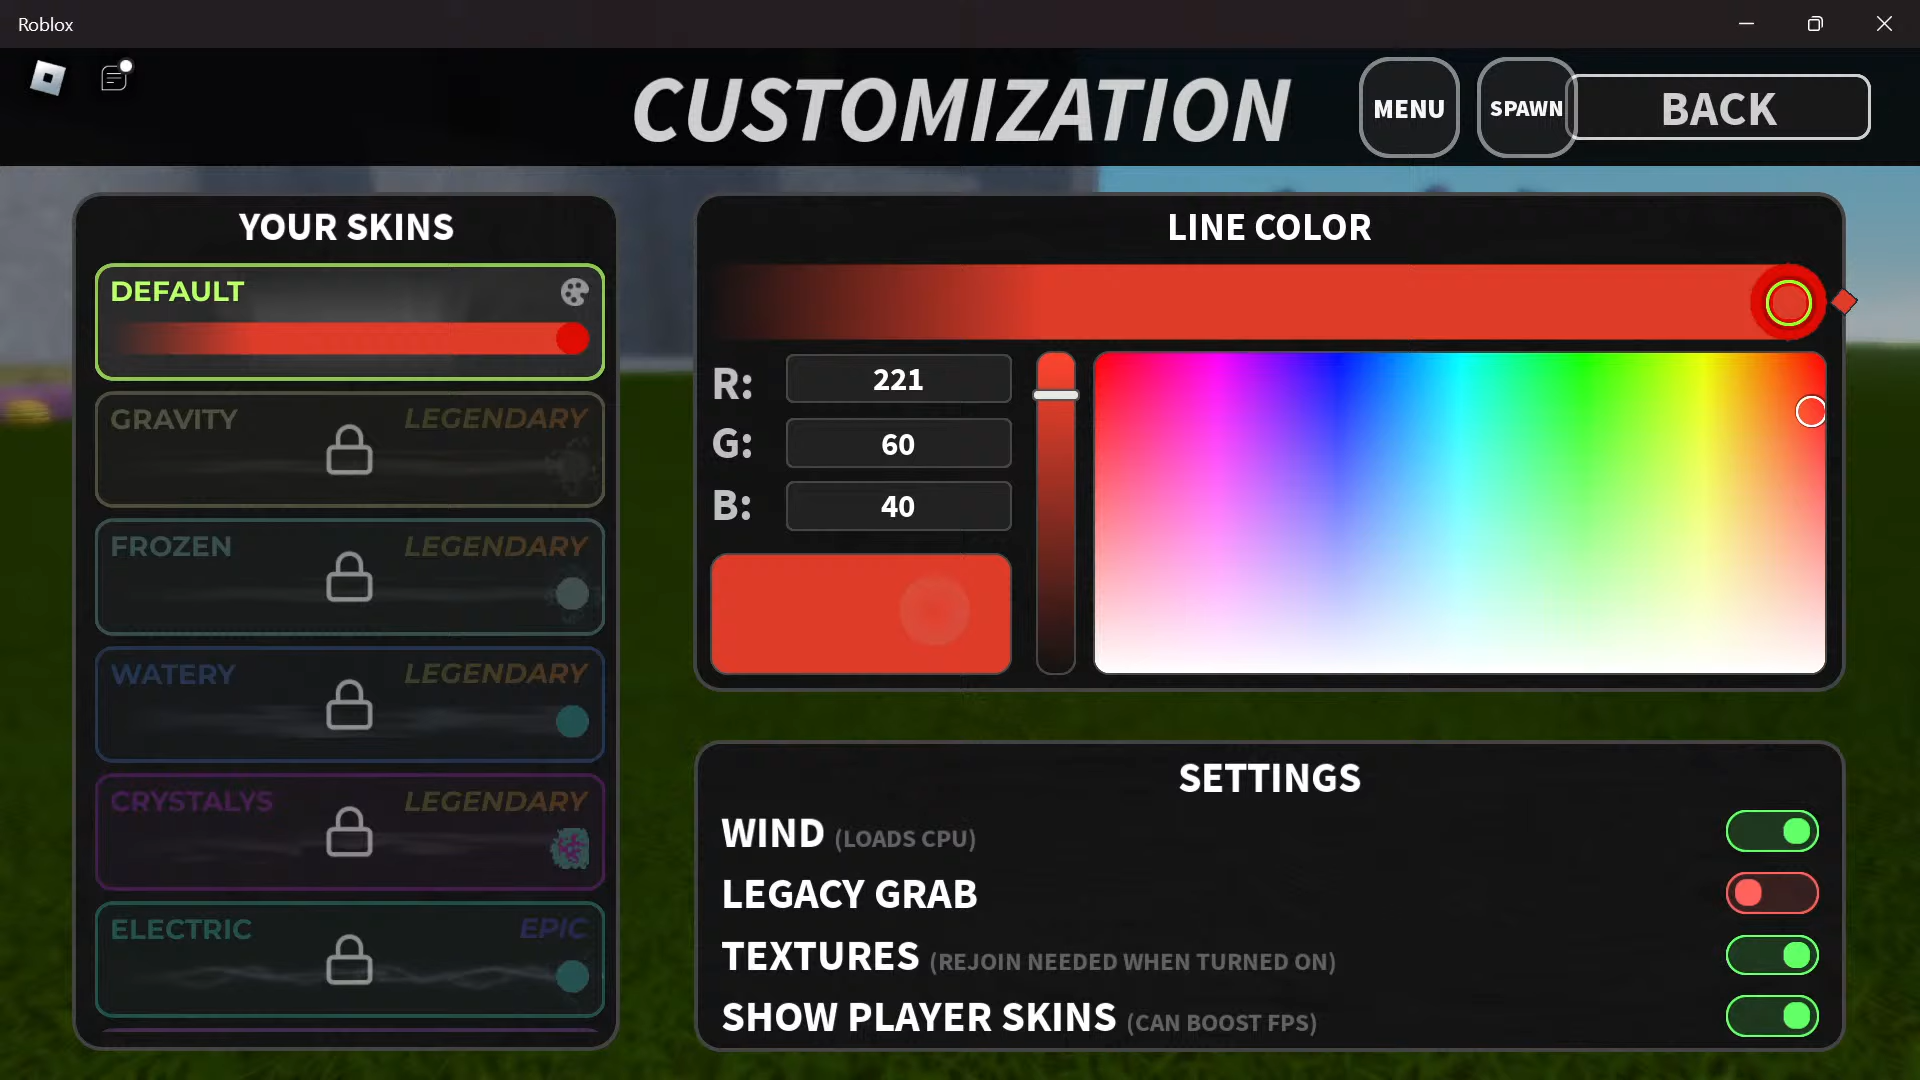 Roblox
CUSTOMIZATION
MENU
SPAWN
BACK
YOUR SKINS
DEFAULT
GRAVITY LEGENDARY
FROZEN LEGENDARY
WATERY LEGENDARY
CRYSTALYS LEGENDARY
ELECTRIC EPIC
LINE COLOR
R: 221
G: 60
B: 40
SETTINGS
WIND (LOADS CPU)
LEGACY GRAB
TEXTURES (REJOIN NEEDED WHEN TURNED ON)
SHOW PLAYER SKINS (CAN BOOST FPS)